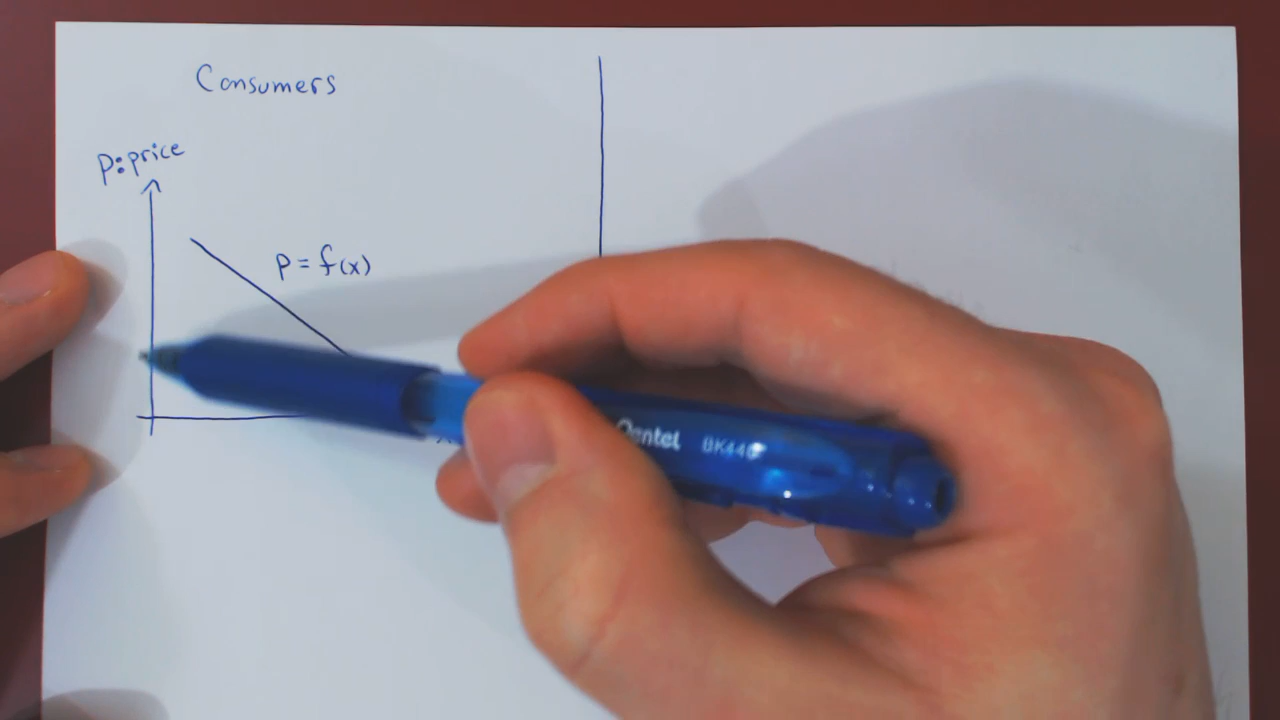 Consumers
p: price
p = f(x)
Pentel BK440